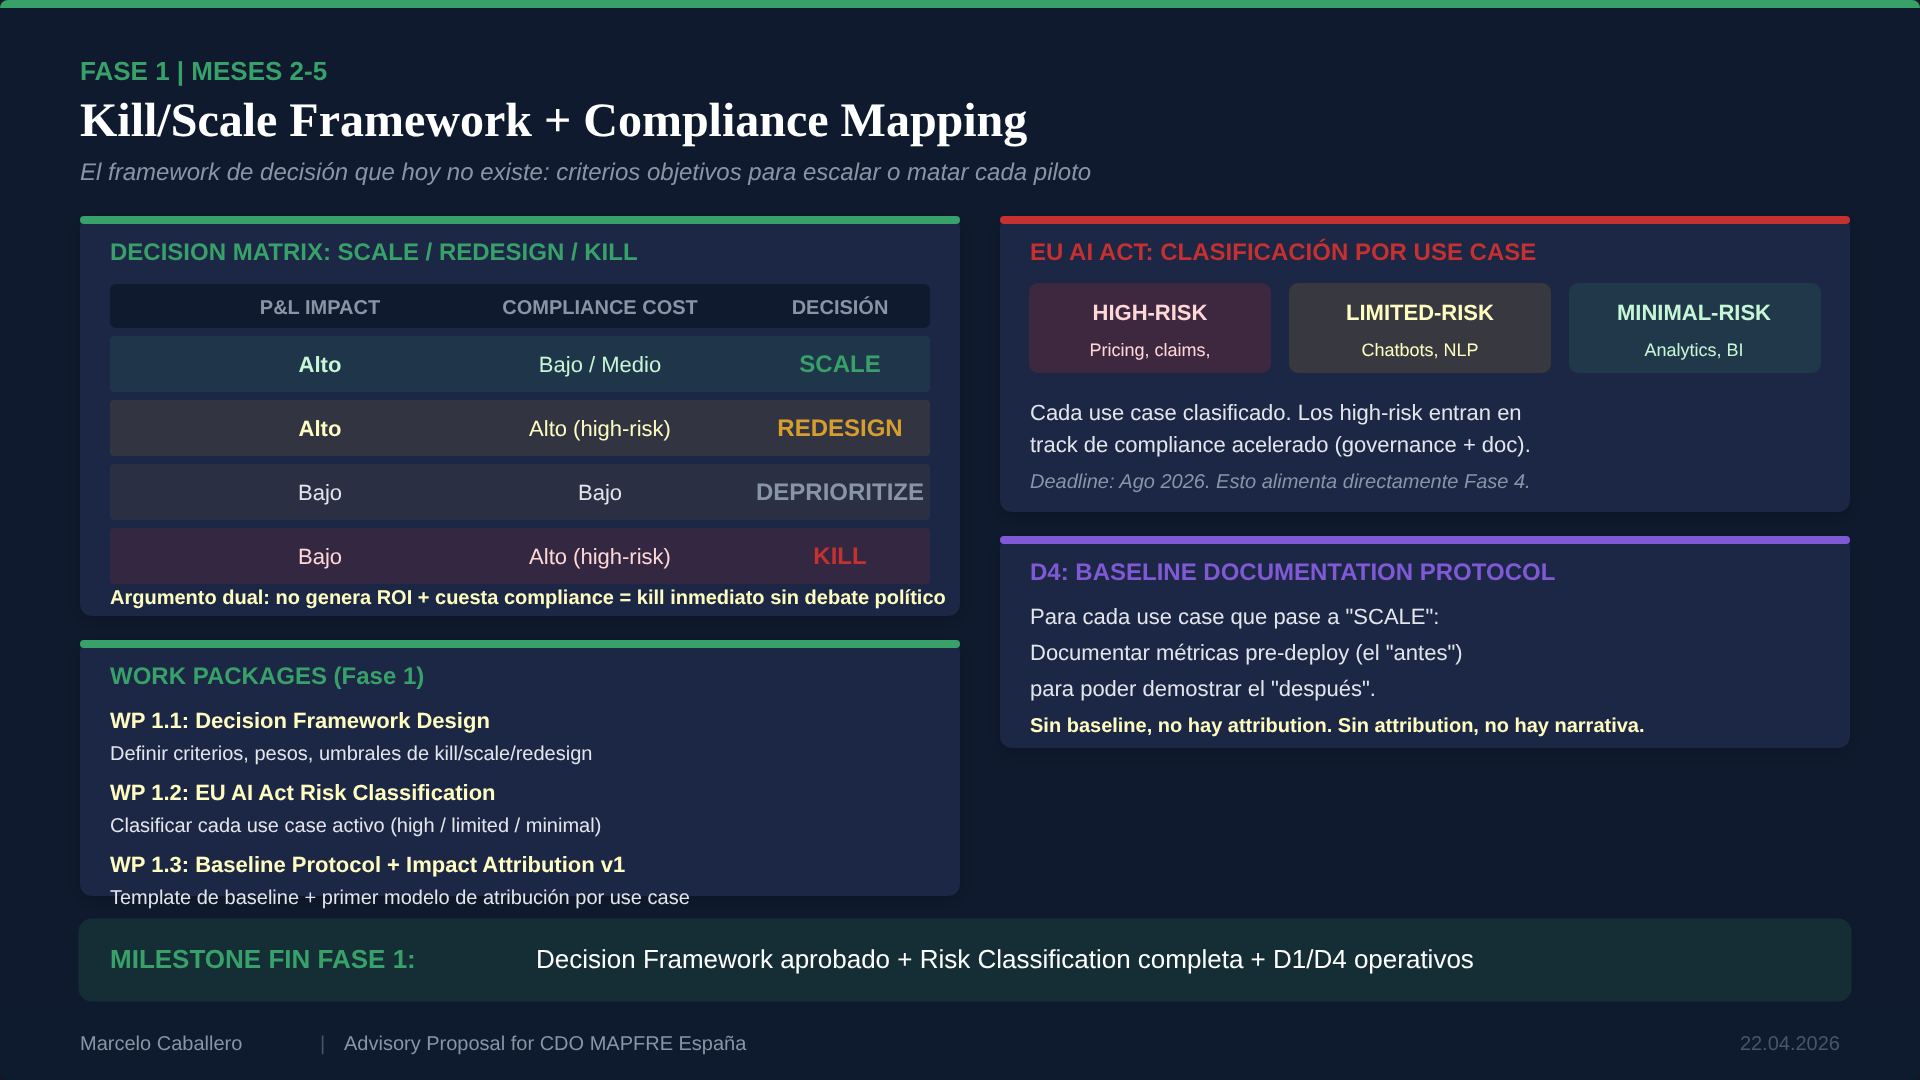 FASE 1 | MESES 2-5
Kill/Scale Framework + Compliance Mapping
El framework de decisión que hoy no existe: criterios objetivos para escalar o matar cada piloto
DECISION MATRIX: SCALE / REDESIGN / KILL
P&L IMPACT COMPLIANCE COST DECISIÓN
Alto Bajo / Medio SCALE
Alto Alto (high-risk) REDESIGN
Bajo Bajo DEPRIORITIZE
Bajo Alto (high-risk) KILL
Argumento dual: no genera ROI + cuesta compliance = kill inmediato sin debate político
WORK PACKAGES (Fase 1)
WP 1.1: Decision Framework Design
Definir criterios, pesos, umbrales de kill/scale/redesign
WP 1.2: EU AI Act Risk Classification
Clasificar cada use case activo (high / limited / minimal)
WP 1.3: Baseline Protocol + Impact Attribution v1
Template de baseline + primer modelo de atribución por use case
EU AI ACT: CLASIFICACIÓN POR USE CASE
HIGH-RISK LIMITED-RISK MINIMAL-RISK
Pricing, claims, Chatbots, NLP Analytics, BI
Cada use case clasificado. Los high-risk entran en
track de compliance acelerado (governance + doc).
Deadline: Ago 2026. Esto alimenta directamente Fase 4.
D4: BASELINE DOCUMENTATION PROTOCOL
Para cada use case que pase a "SCALE":
Documentar métricas pre-deploy (el "antes")
para poder demostrar el "después".
Sin baseline, no hay attribution. Sin attribution, no hay narrativa.
MILESTONE FIN FASE 1: Decision Framework aprobado + Risk Classification completa + D1/D4 operativos
Marcelo Caballero | Advisory Proposal for CDO MAPFRE España 22.04.2026